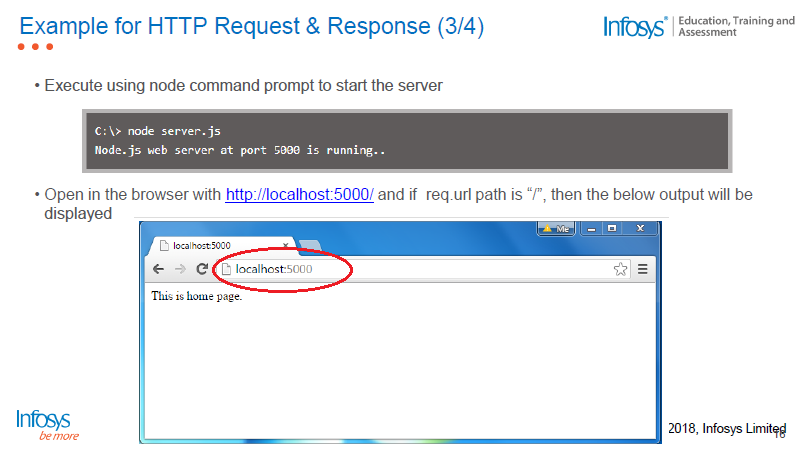 Example for HTTP Request & Response (3/4)
Infosys® | Education, Training and
Assessment
• Execute using node command prompt to start the server
C:\> node server.js
Node.js web server at port 5000 is running..
• Open in the browser with http://localhost:5000/ and if req.url path is “/”, then the below output will be
displayed
Me
localhost:5000
localhost:5000
This is home page.
Infosys
be more
2018, Infosys Limited
16